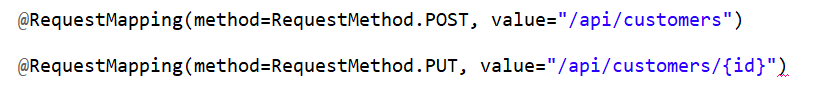 @RequestMapping(method=RequestMethod.POST, value="/api/customers")
@RequestMapping(method=RequestMethod.PUT, value="/api/customers/{id}")